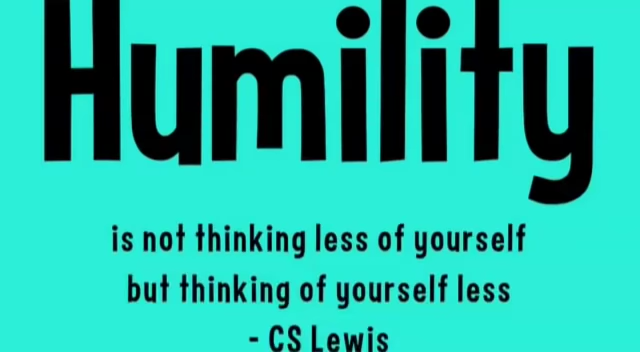 Humility
is not thinking less of yourself
but thinking of yourself less
- CS Lewis